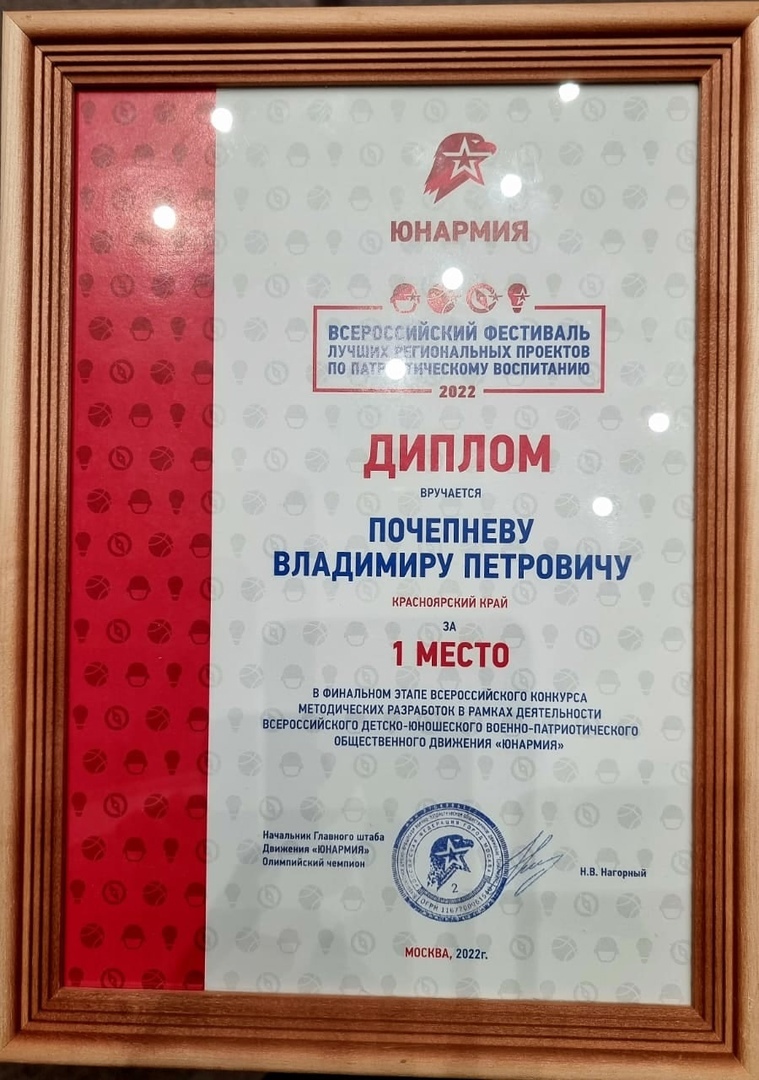 ЮНАРМИЯ
ВСЕРОССИЙСКИЙ ФЕСТИВАЛЬ
ЛУЧШИХ РЕГИОНАЛЬНЫХ ПРОЕКТОВ
ПО ПАТРИОТИЧЕСКОМУ ВОСПИТАНИЮ
2022
ДИПЛОМ
ВРУЧАЕТСЯ
ПОЧЕПНЕВУ
ВЛАДИМИРУ ПЕТРОВИЧУ
КРАСНОЯРСКИЙ КРАЙ
ЗА
1 МЕСТО
В ФИНАЛЬНОМ ЭТАПЕ ВСЕРОССИЙСКОГО КОНКУРСА
МЕТОДИЧЕСКИХ РАЗРАБОТОК В РАМКАХ ДЕЯТЕЛЬНОСТИ
ВСЕРОССИЙСКОГО ДЕТСКО-ЮНОШЕСКОГО ВОЕННО-ПАТРИОТИЧЕСКОГО
ОБЩЕСТВЕННОГО ДВИЖЕНИЯ «ЮНАРМИЯ»
Начальник Главного штаба
Движения «ЮНАРМИЯ»
Олимпийский чемпион
2
ОГРН
Н.В. Нагорный
МОСКВА, 2022г.